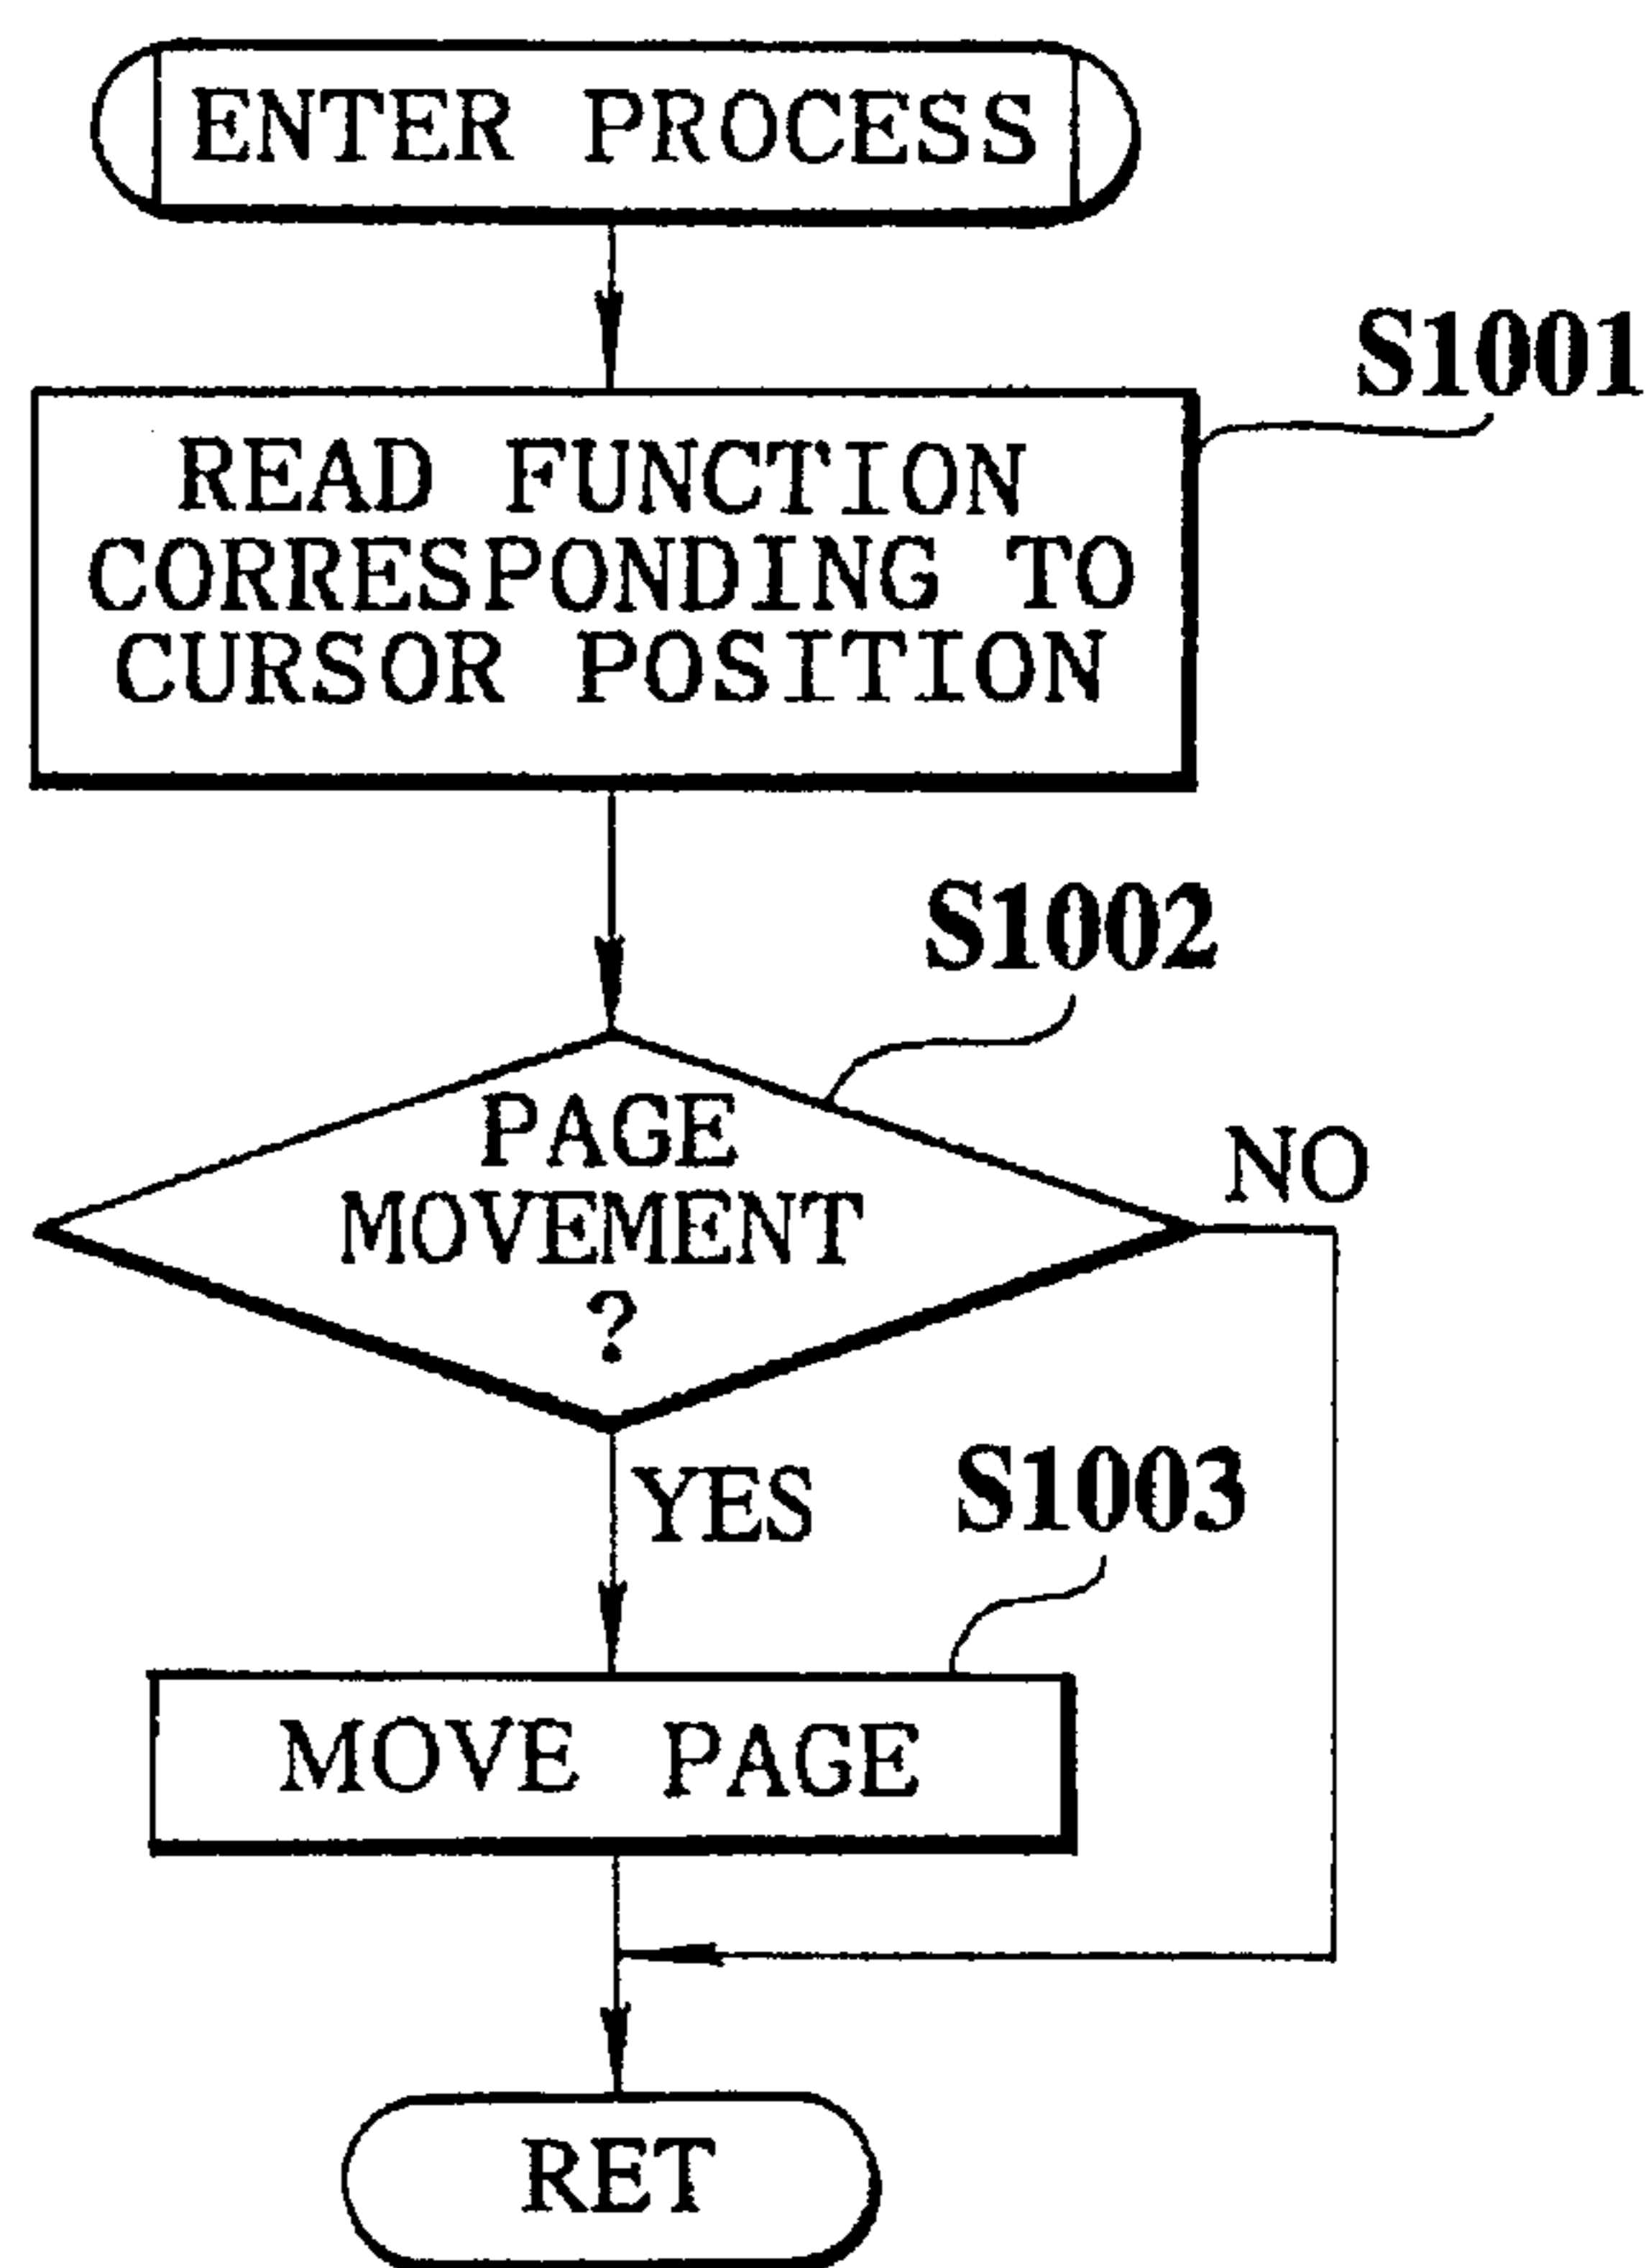 ENTER PROCESS
S1001
READ FUNCTION
CORRESPONDING TO
CURSOR POSITION
S1002
PAGE
MOVEMENT
?
NO
YES
S1003
MOVE PAGE
RET